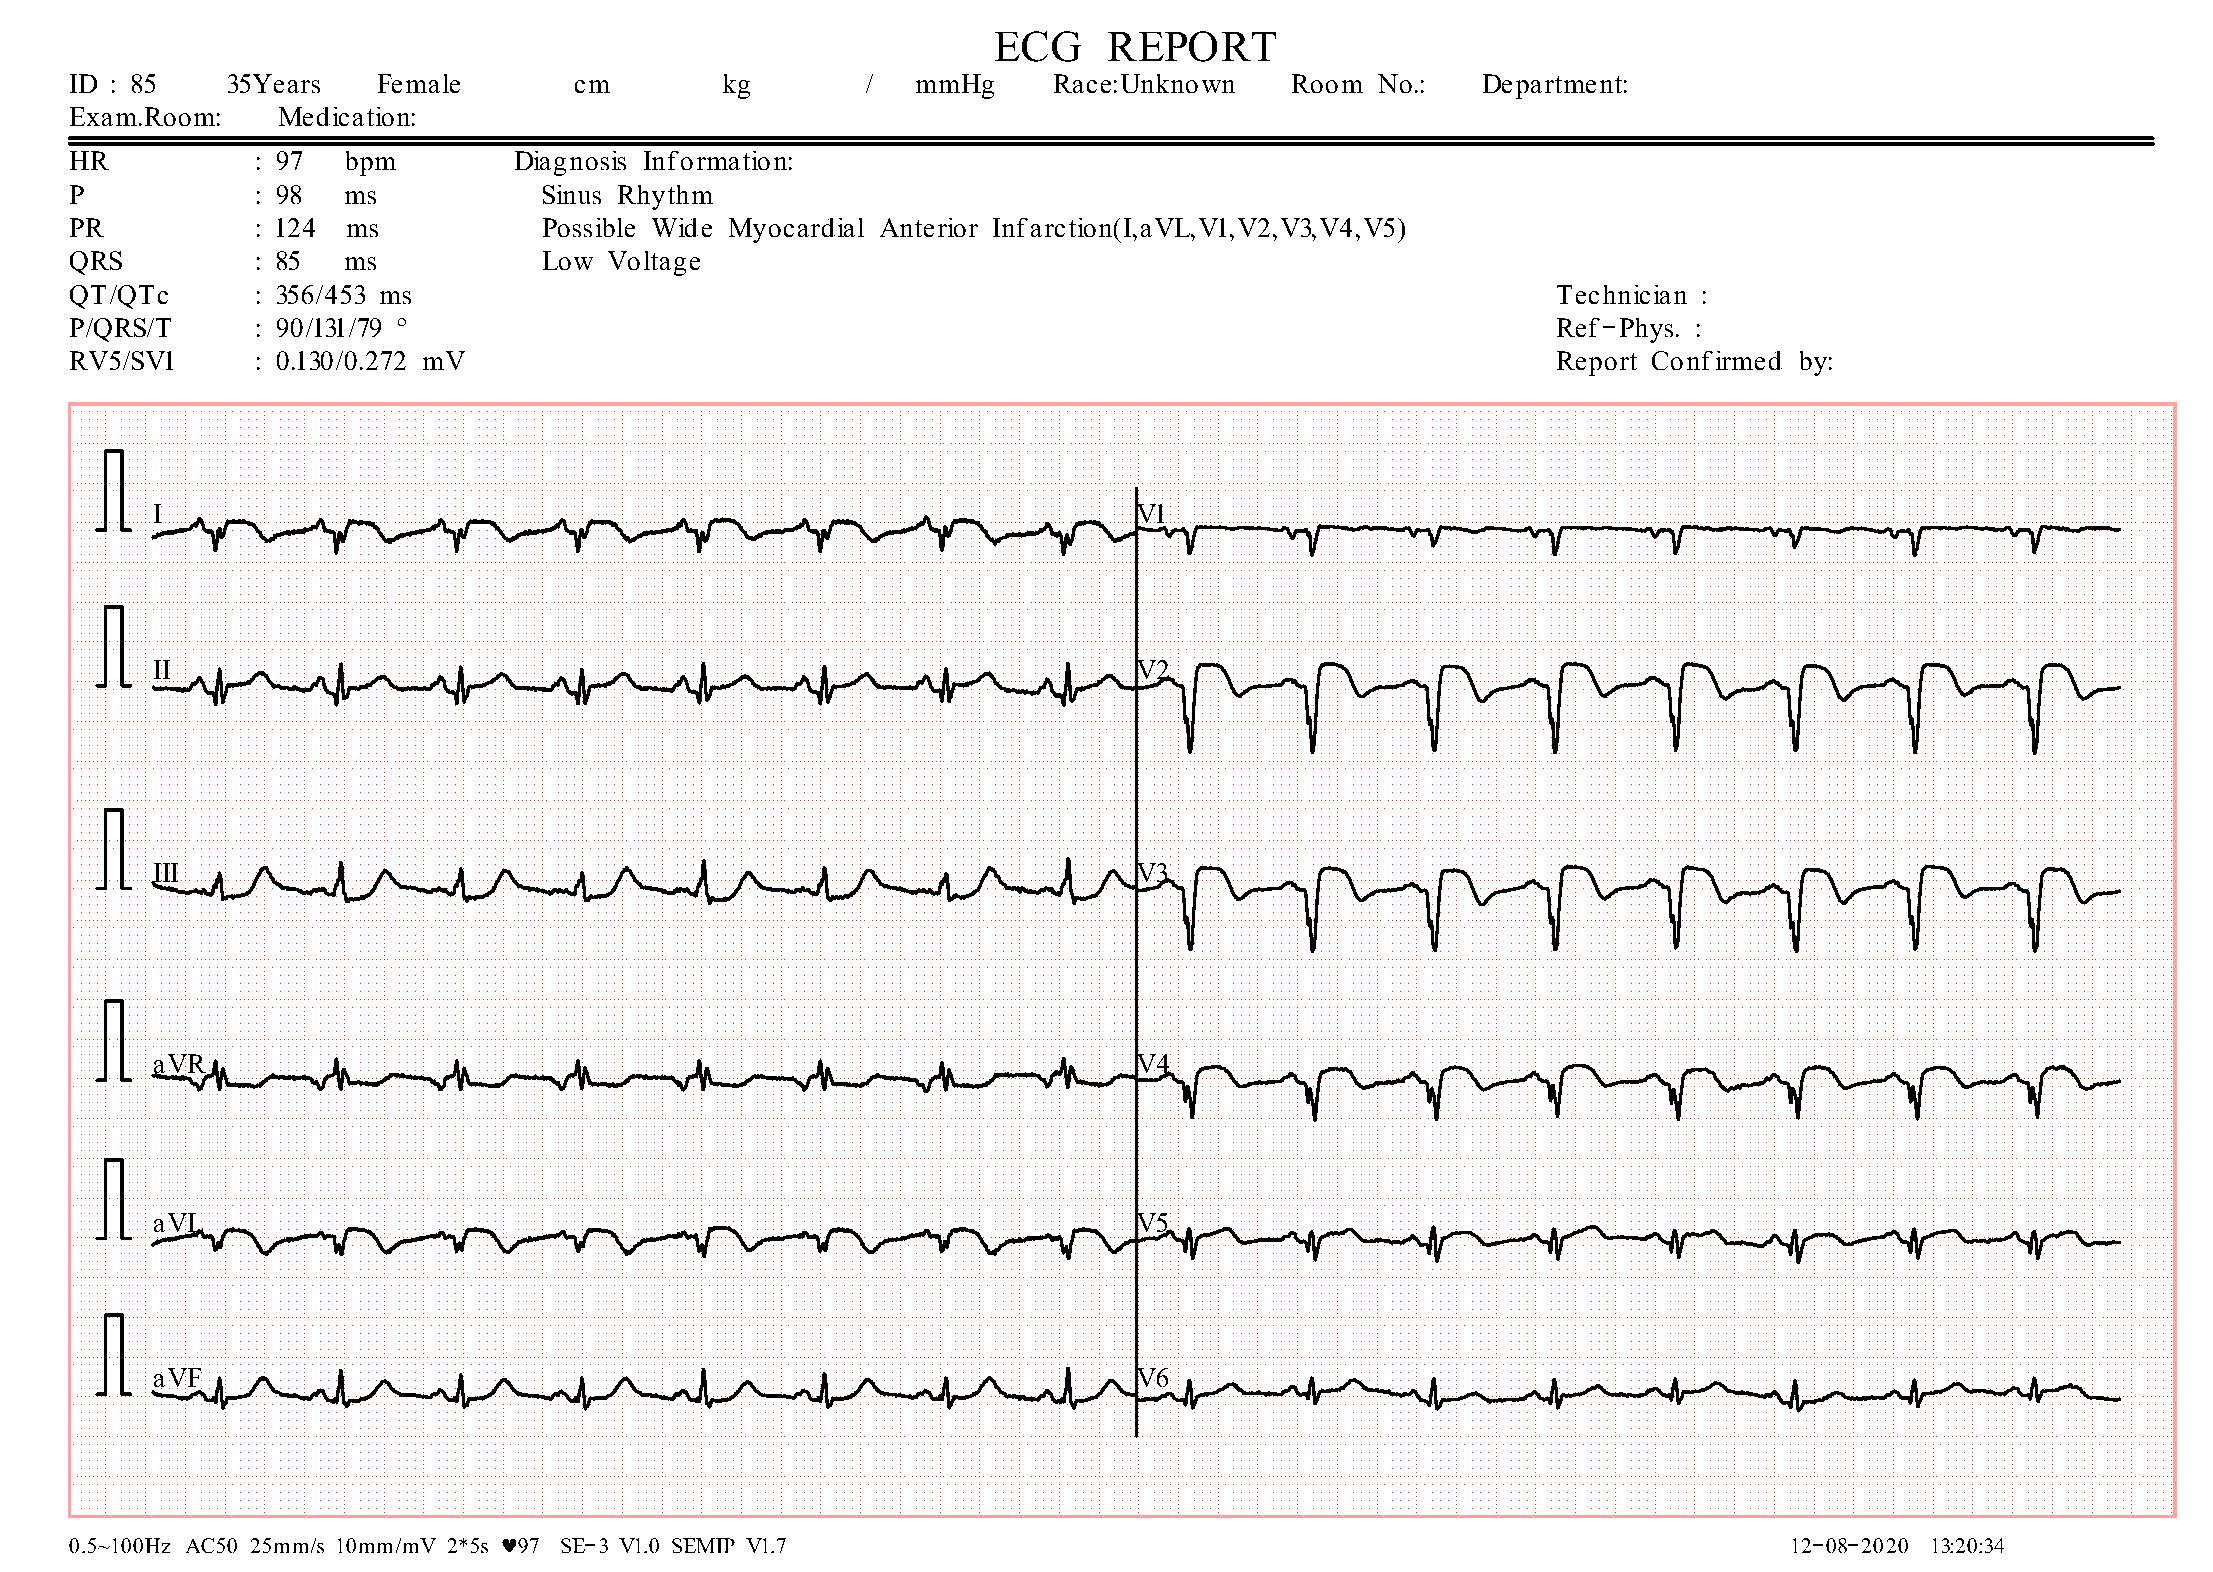 ECG REPORT
ID : 85 35Years Female cm kg / mmHg Race:Unknown Room No.: Department:
Exam.Room: Medication:
HR : 97 bpm Diagnosis Information:
P : 98 ms Sinus Rhythm
PR : 124 ms Possible Wide Myocardial Anterior Infarction(I,aVL,V1,V2,V3,V4,V5)
QRS : 85 ms Low Voltage
QT/QTc : 356/453 ms Technician :
P/QRS/T : 90/131/79 ° Ref-Phys. :
RV5/SV1 : 0.130/0.272 mV Report Confirmed by:
I V1
II V2
III V3
aVR V4
aVL V5
aVF V6
0.5~100Hz AC50 25mm/s 10mm/mV 2*5s ♥97 SE-3 V1.0 SEMIP V1.7 12-08-2020 13:20:34